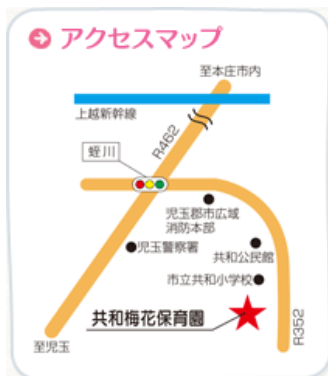 アクセスマップ
至本庄市内
上越新幹線
R462
蛭川
児玉郡市広域
消防本部
児玉警察署
共和公民館
市立共和小学校
共和梅花保育園
至児玉
R352